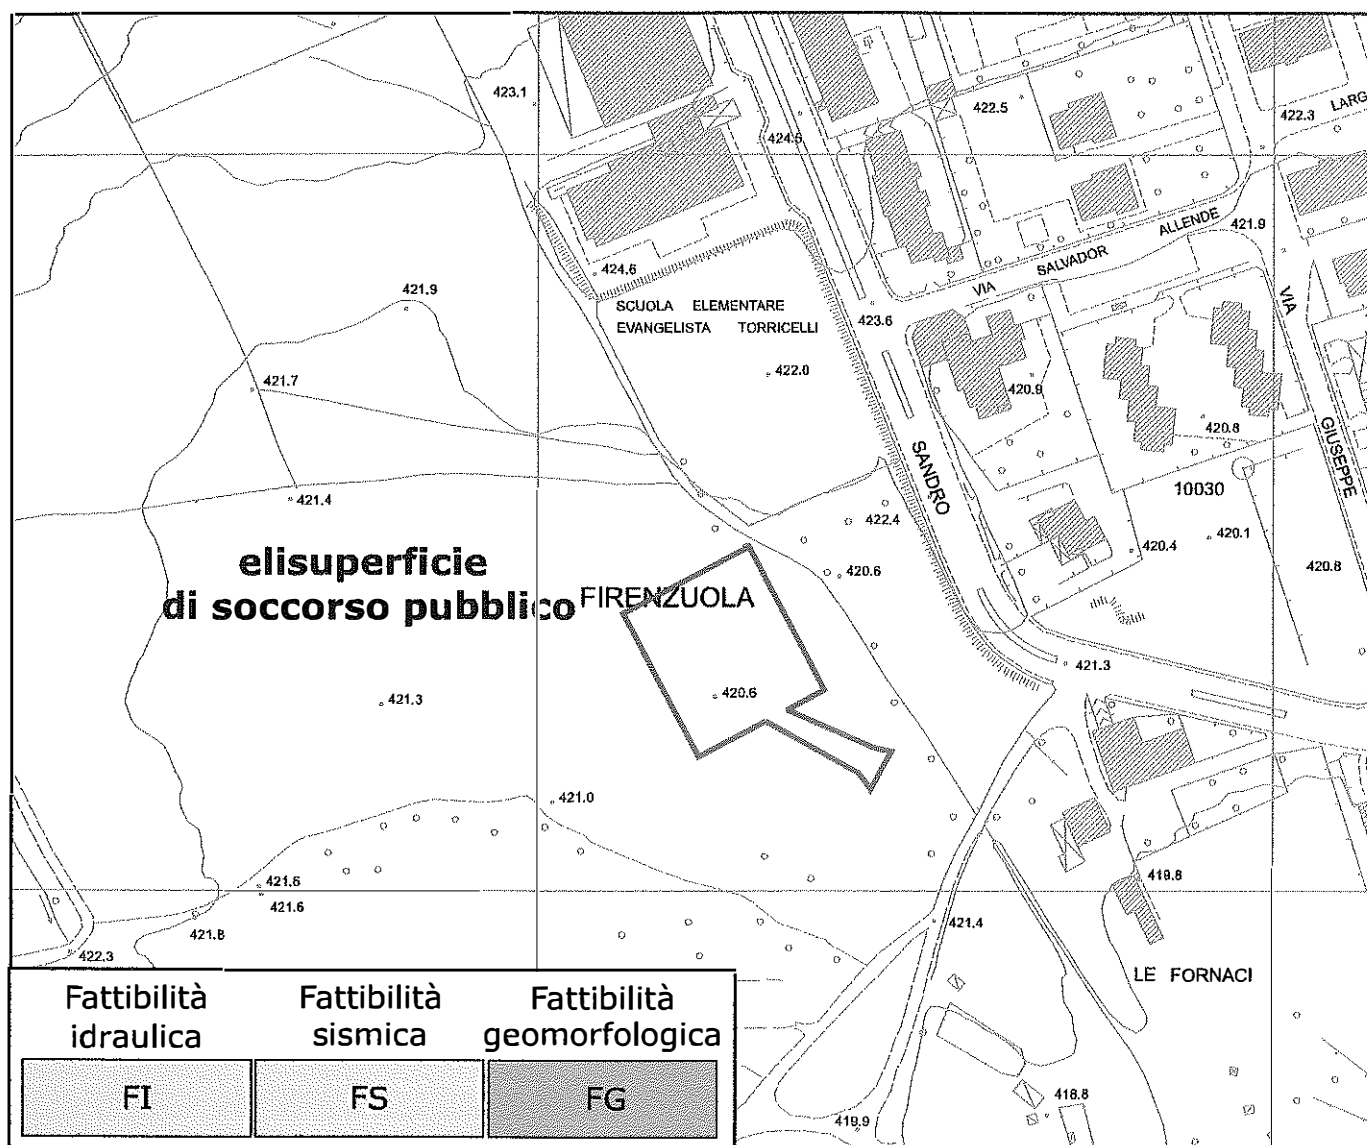 423.1
424.5
422.5
422.3
LARG
424.6
VIA SALVADOR ALLENDE
421.9
421.9
SCUOLA ELEMENTARE
EVANGELISTA TORRICELLI
423.6
VIA GIUSEPPE
421.7
422.0
420.9
420.8
SANDRO
10030
421.4
422.4
420.4
420.1
420.8
elisuperficie
di soccorso pubblico
FIRENZUOLA
420.6
421.3
421.3
420.6
421.0
421.6
421.8
422.3
421.4
419.8
LE FORNACI
418.8
419.9
Fattibilità
idraulica
Fattibilità
sismica
Fattibilità
geomorfologica
FI
FS
FG